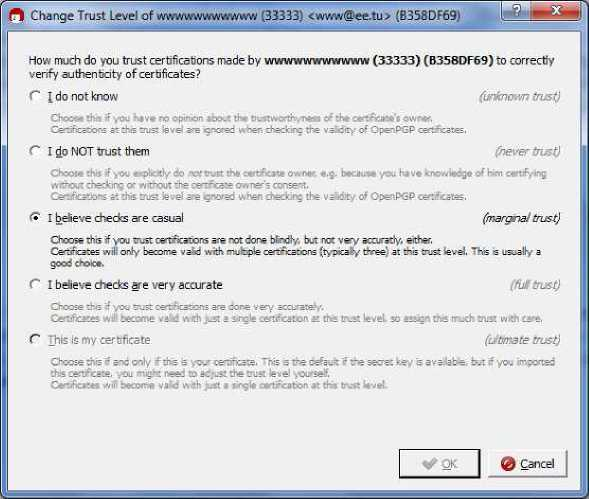 Change Trust Level of wwwwwwwwwww (33333) <www@ee.tu> (B358DF69)
How much do you trust certifications made by wwwwwwwwwww (33333) (B358DF69) to correctly
verify authenticity of certificates?
I do not know (unknown trust)
Choose this if you have no opinion about the trustworthyness of the certificate's owner.
Certifications at this trust level are ignored when checking the validity of OpenPGP certificates.
I do NOT trust them (never trust)
Choose this if you explicitly do not trust the certificate owner, e.g. because you have knowledge of him certifying
without checking or without the certificate owner's consent.
Certifications at this trust level are ignored when checking the validity of OpenPGP certificates.
I believe checks are casual (marginal trust)
Choose this if you trust certifications are not done blindly, but not very accuratly, either.
Certificates will only become valid with multiple certifications (typically three) at this trust level. This is usually a
good choice.
I believe checks are very accurate (full trust)
Choose this if you trust certifications are done very accurately.
Certificates will become valid with just a single certification at this trust level, so assign this much trust with care.
This is my certificate (ultimate trust)
Choose this if and only if this is your certificate. This is the default if the secret key is available, but if you imported
this certificate, you might need to adjust the trust level yourself.
Certificates will become valid with just a single certification at this trust level.
OK Cancel